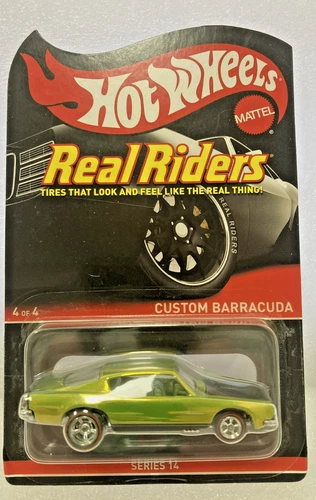 Hot Wheels
MATTEL
Real Riders
TIRES THAT LOOK AND FEEL LIKE THE REAL THING!
REAL RIDERS
4 OF 4
CUSTOM BARRACUDA
SERIES 14